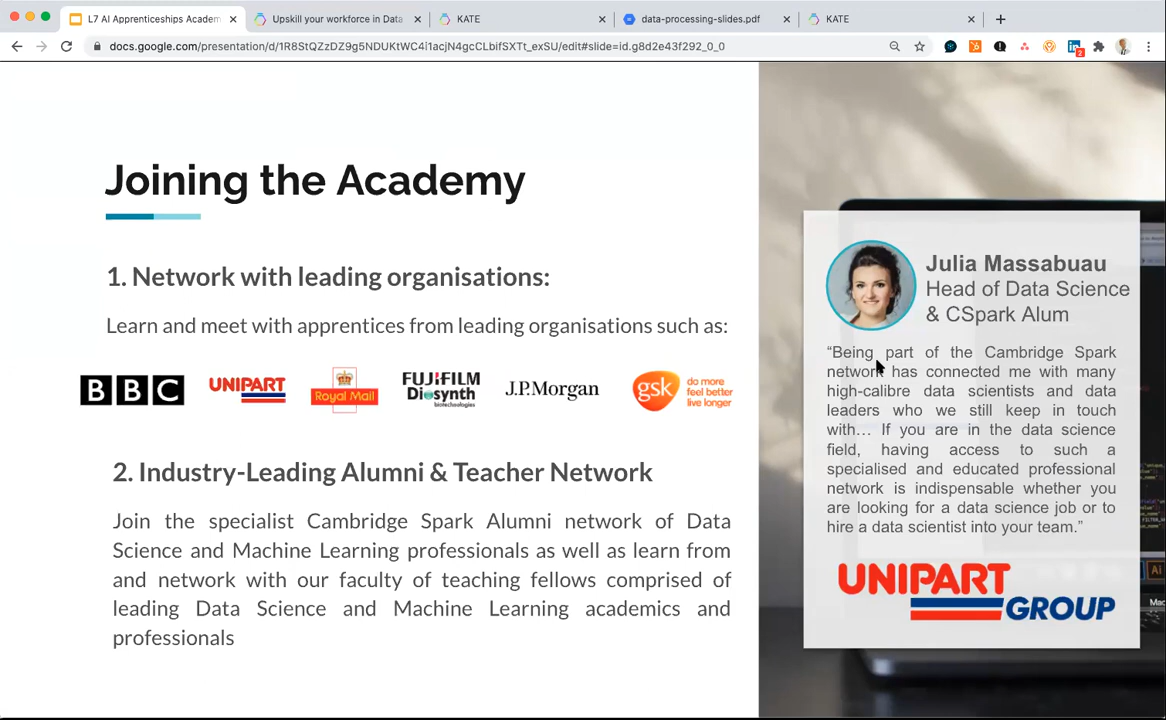 L7 AI Apprenticeships Academ
Upskill your workforce in Data
KATE
data-processing-slides.pdf
KATE
docs.google.com/presentation/d/1R8StQZzDZ9g5NDUKtWC4i1acjN4gcCLbifSXTt_exSU/edit#slide=id.g8d2e43f292_0_0
2
Joining the Academy
1. Network with leading organisations:
Learn and meet with apprentices from leading organisations such as:
BBC
UNIPART
Royal Mail
FUJIFILM
Diosynth
biotechnologies
J.P.Morgan
gsk
do more
feel better
live longer
2. Industry-Leading Alumni & Teacher Network
Join the specialist Cambridge Spark Alumni network of Data
Science and Machine Learning professionals as well as learn from
and network with our faculty of teaching fellows comprised of
leading Data Science and Machine Learning academics and
professionals
Julia Massabuau
Head of Data Science
& CSpark Alum
“Being part of the Cambridge Spark
network has connected me with many
high-calibre data scientists and data
leaders who we still keep in touch
with… If you are in the data science
field, having access to such a
specialised and educated professional
network is indispensable whether you
are looking for a data science job or to
hire a data scientist into your team.”
UNIPART
GROUP
Ai